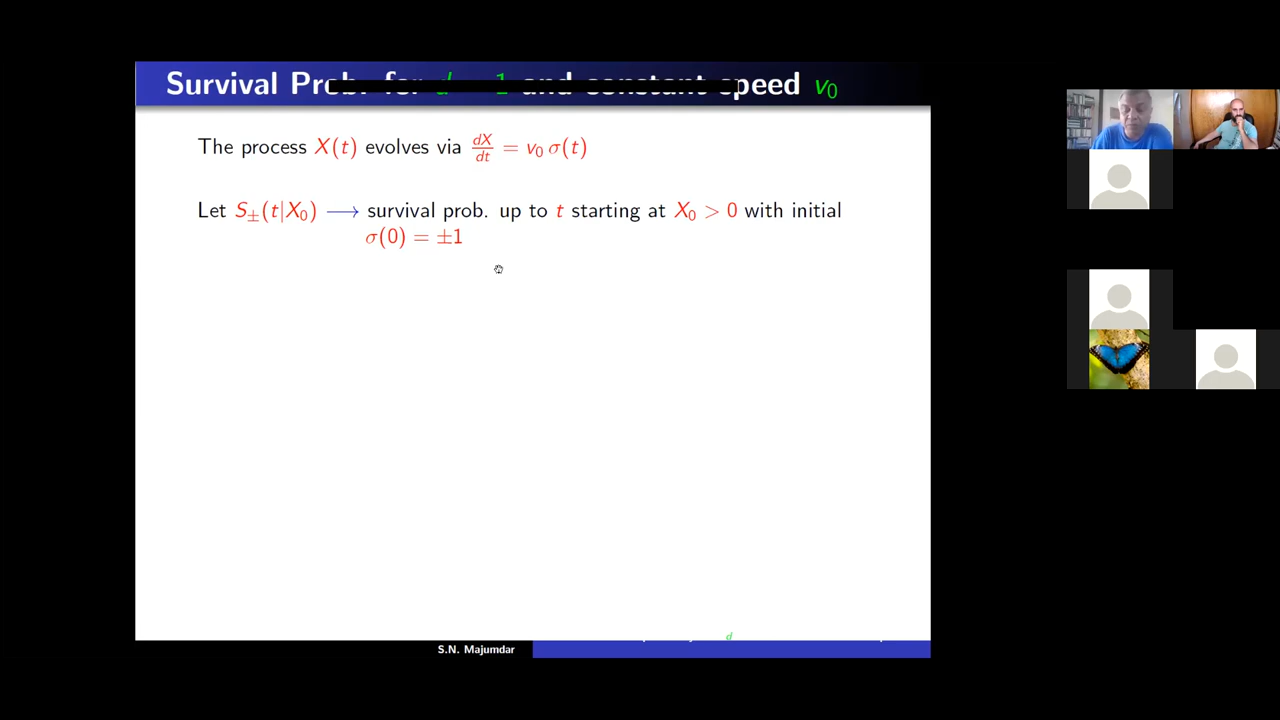 Survival Prob. for d = 1 and constant speed v₀
The process X(t) evolves via dX/dt = v₀ σ(t)
Let S±(t|X₀) ⟶ survival prob. up to t starting at X₀ > 0 with initial
σ(0) = ±1
d
S.N. Majumdar